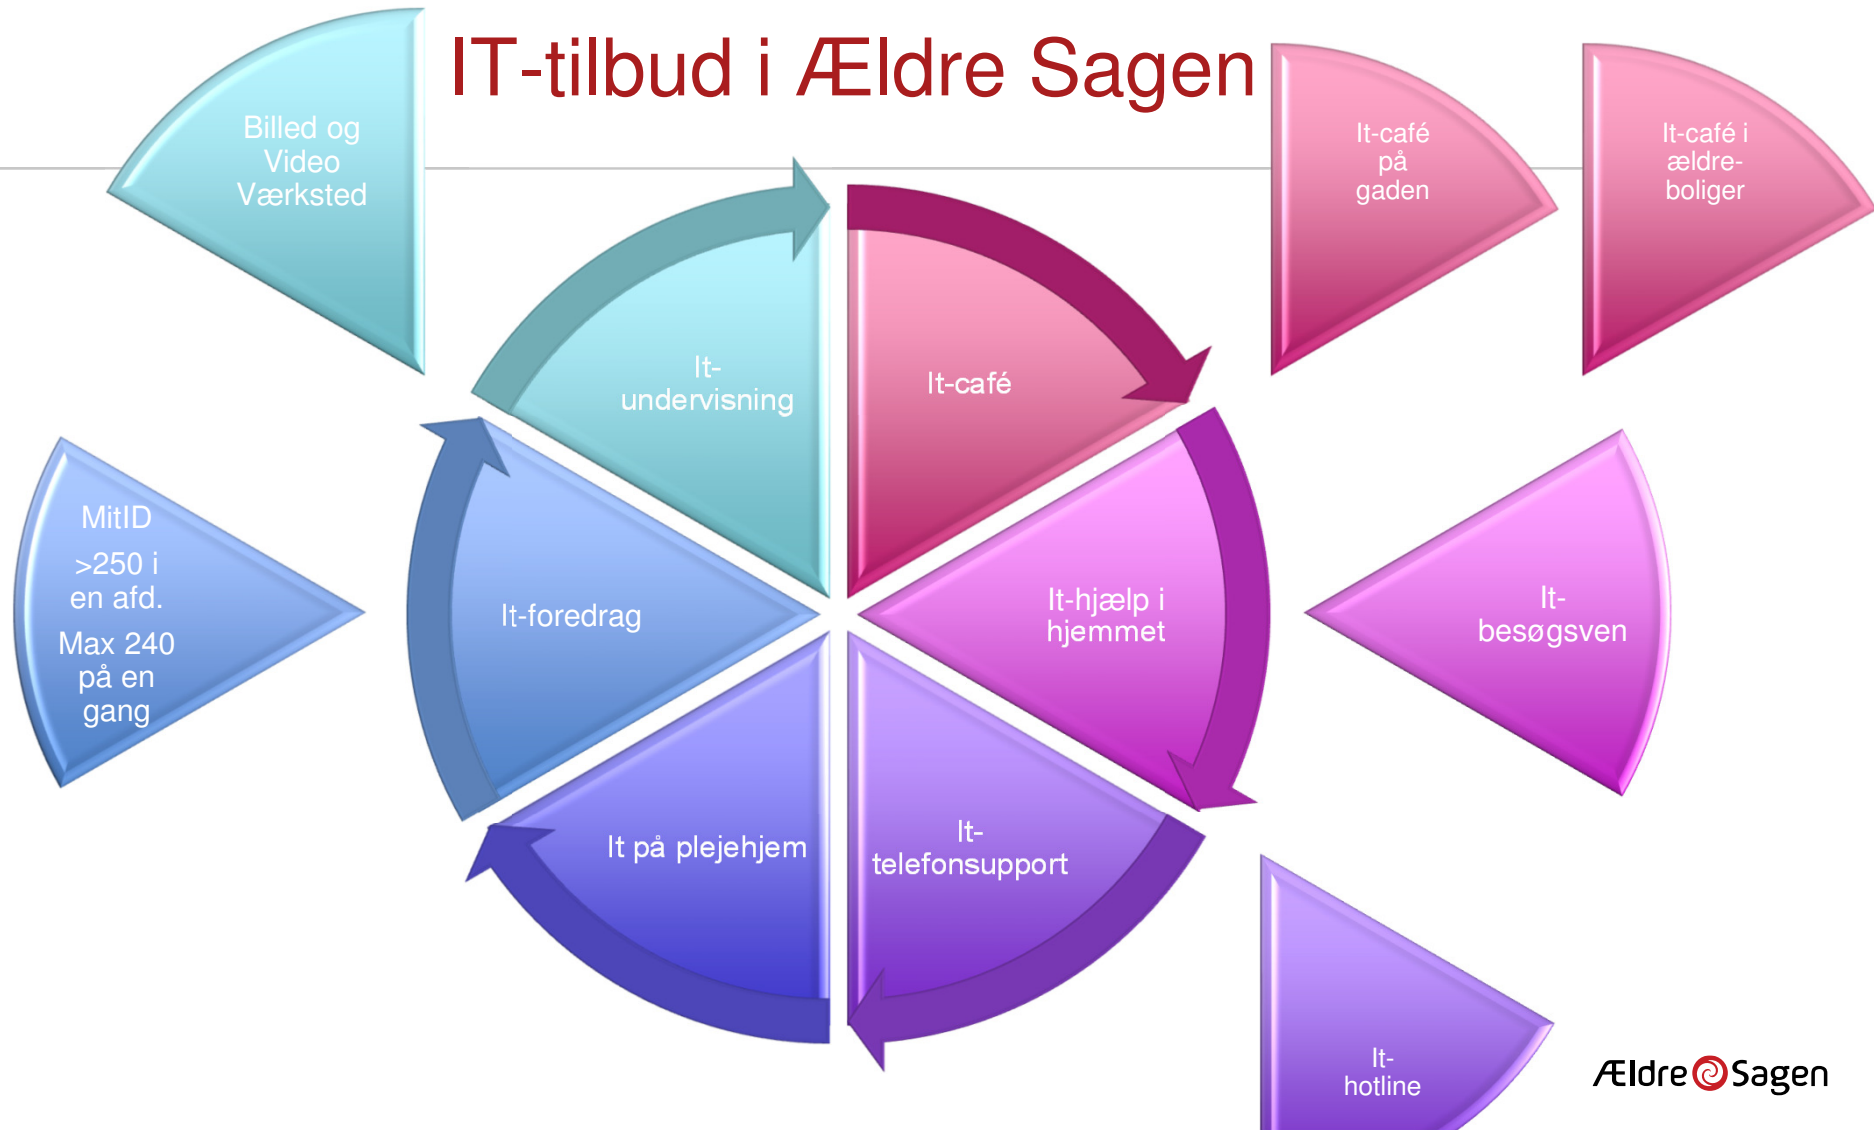 IT-tilbud i Ældre Sagen
Billed og
Video
Værksted
It-café
på
gaden
It-café i
ældre-
boliger
It-
undervisning
It-café
MitID
>250 i
en afd.
Max 240
på en
gang
It-foredrag
It-hjælp i
hjemmet
It-
besøgsven
It på plejehjem
It-
telefonsupport
It-
hotline
Ældre Sagen